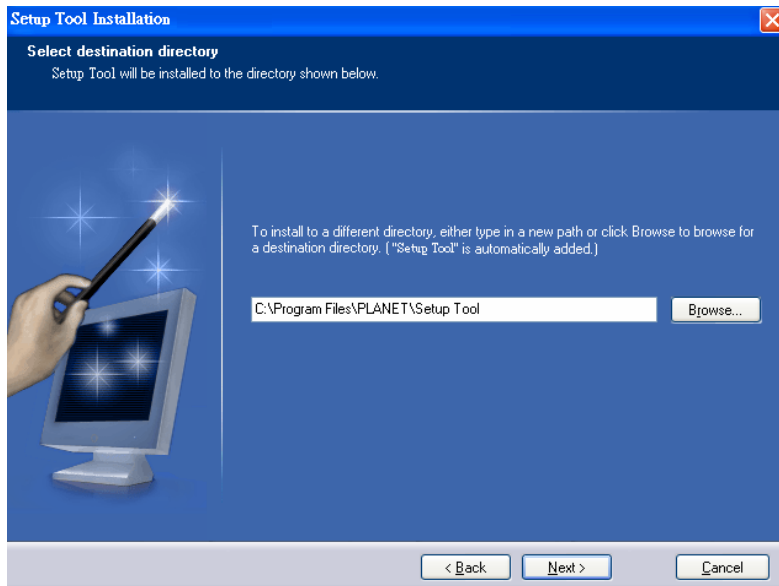 Setup Tool Installation
Select destination directory
Setup Tool will be installed to the directory shown below.
To install to a different directory, either type in a new path or click Browse to browse for
a destination directory. ( "Setup Tool" is automatically added.)
C:\Program Files\PLANET\Setup Tool
Browse...
< Back
Next >
Cancel